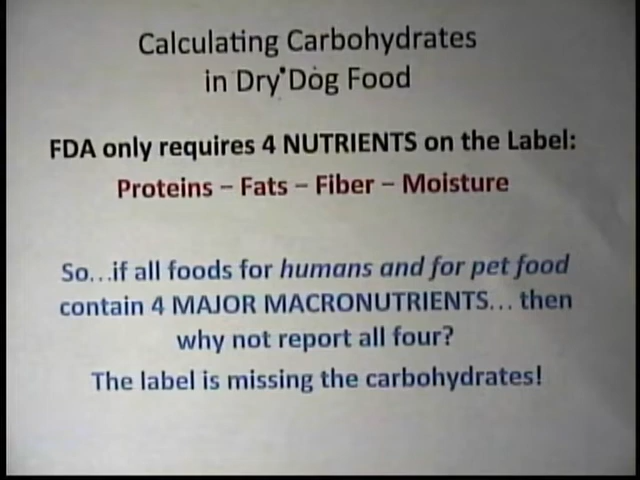 Calculating Carbohydrates
in Dry Dog Food
FDA only requires 4 NUTRIENTS on the Label:
Proteins – Fats – Fiber – Moisture
So...if all foods for humans and for pet food
contain 4 MAJOR MACRONUTRIENTS... then
why not report all four?
The label is missing the carbohydrates!